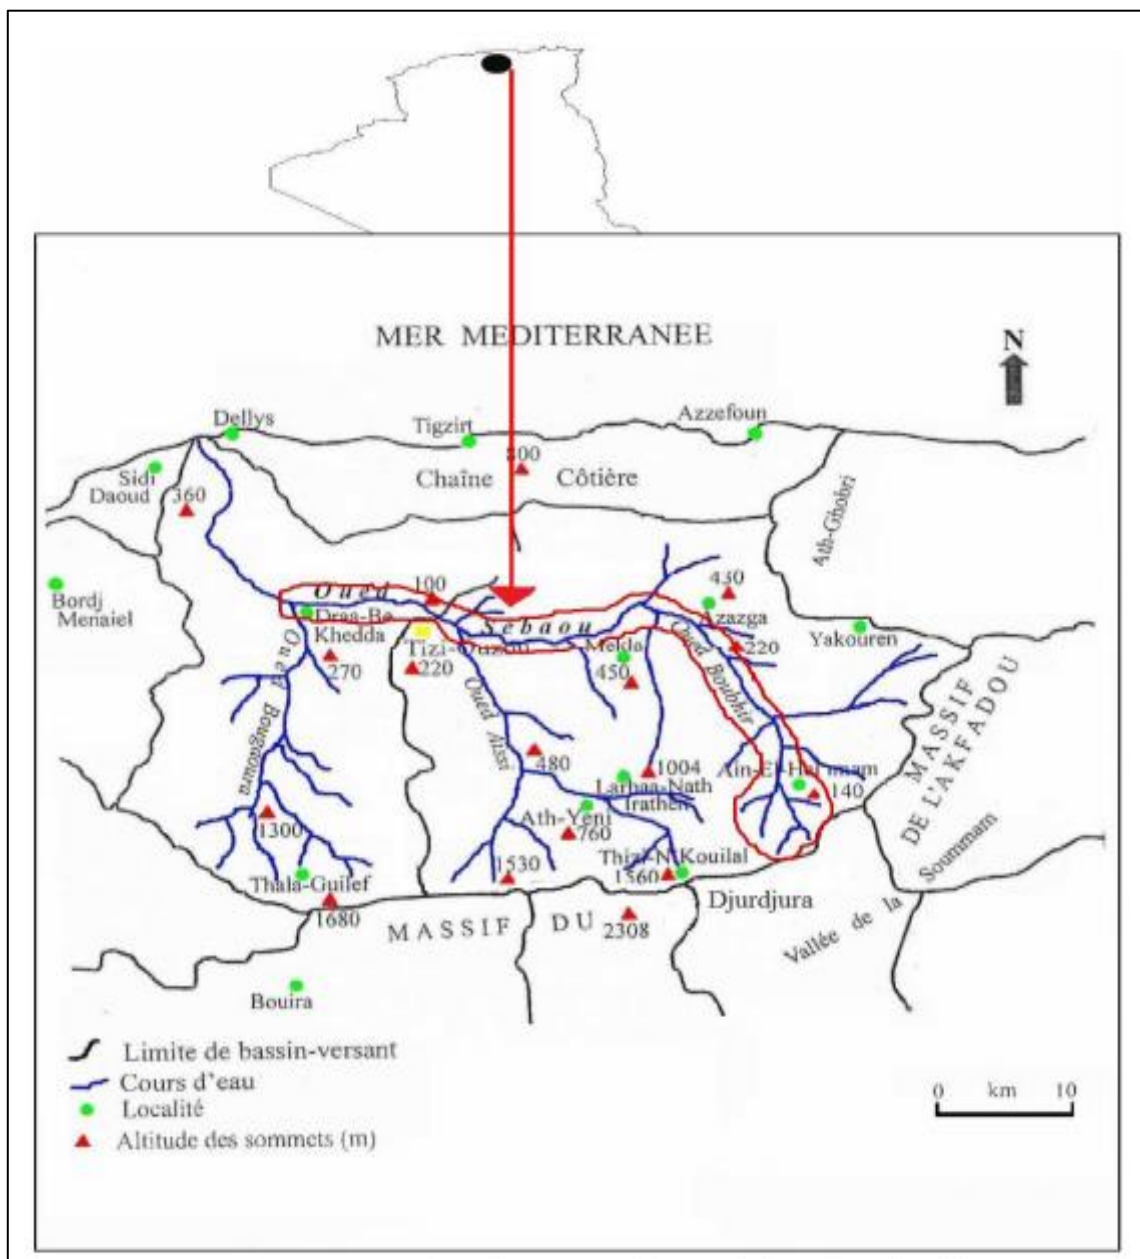 MER MEDITERRANEE
N
Dellys
Tigzirt
Azzefoun
Sidi
Daoud
360
Chaîne Côtière
Ath-Ghobri
Bordj
Menaiel
Oued
100
430
Azazga
Yakouren
Khedda
Sébaou
270
Tizi-Ouzou
220
Mekla
450
220
Oued Boubhir
Oued Aissi
Oued Bougdoura
480
1004
Larbaa-Nath
Irathen
140
MASSIF
DE L'AKFADOU
1300
Ath-Yeni
760
Thala-Guilef
1680
1530
Thizi-N'Kouilal
1560
MASSIF DU
Djurdjura
2308
Vallée de la
Soummam
Bouira
Limite de bassin-versant
Cours d'eau
Localité
Altitude des sommets (m)
0 km 10